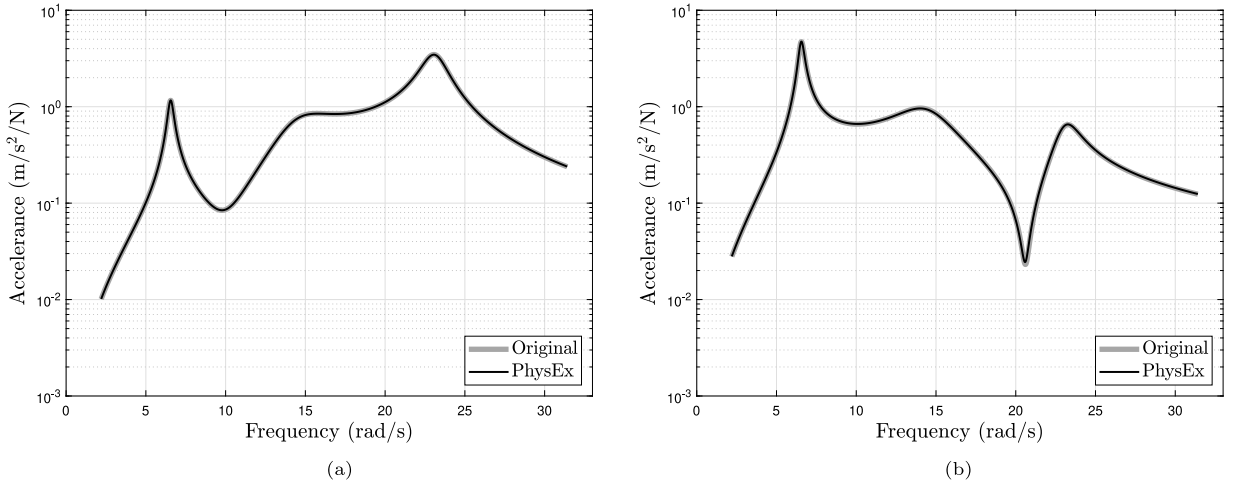 10^1
10^0
10^-1
10^-2
10^-3
Accelerance (m/s^2/N)
Original
PhysEx
0 5 10 15 20 25 30
Frequency (rad/s)
(a)
10^1
10^0
10^-1
10^-2
10^-3
Accelerance (m/s^2/N)
Original
PhysEx
0 5 10 15 20 25 30
Frequency (rad/s)
(b)